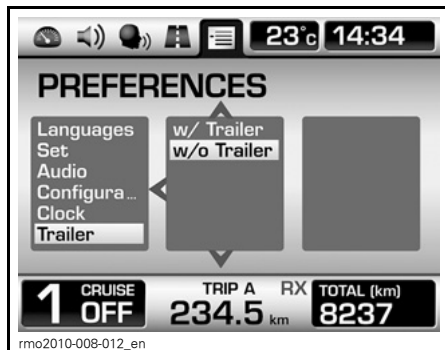 23°c 14:34
PREFERENCES
Languages
Set
Audio
Configura...
Clock
Trailer
w/ Trailer
w/o Trailer
1 CRUISE OFF
TRIP A RX
234.5 km
TOTAL (km)
8237
rmo2010-008-012_en